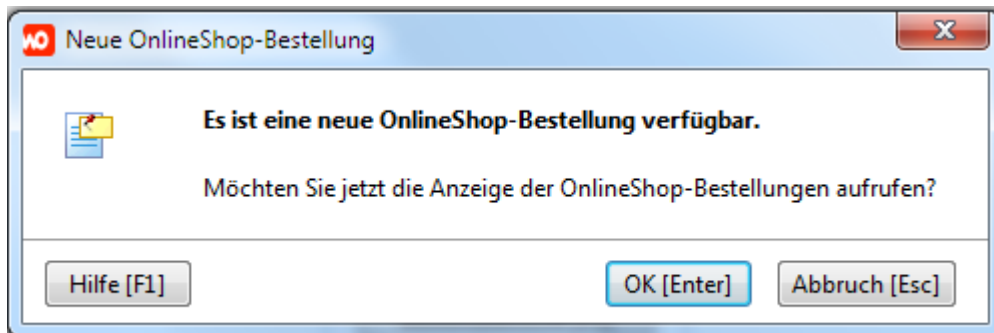 Neue OnlineShop-Bestellung
Es ist eine neue OnlineShop-Bestellung verfügbar.
Möchten Sie jetzt die Anzeige der OnlineShop-Bestellungen aufrufen?
Hilfe [F1] OK [Enter] Abbruch [Esc]